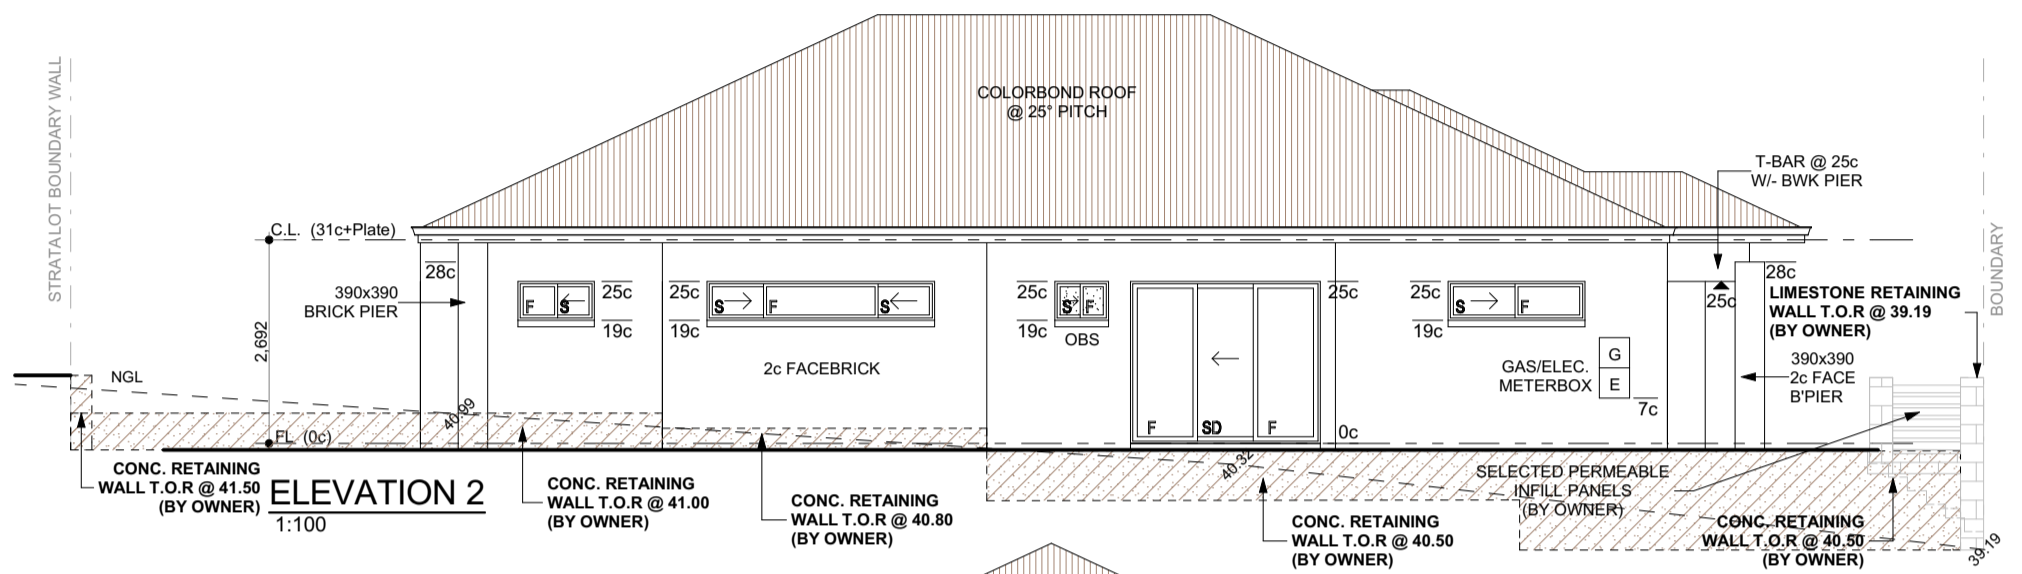 STRATALOT BOUNDARY WALL
COLORBOND ROOF
@ 25° PITCH
T-BAR @ 25c
W/- BWK PIER
BOUNDARY
C.L. (31c+Plate)
28c
390x390
BRICK PIER
2,692
F
S
25c
19c
25c
19c
S
F
S
2c FACEBRICK
25c
19c
S
F
OBS
F
SD
F
25c
0c
25c
19c
S
F
GAS/ELEC.
METERBOX
G
E
7c
25c
28c
LIMESTONE RETAINING
WALL T.O.R @ 39.19
(BY OWNER)
390x390
2c FACE
B'PIER
NGL
40.99
FL (0c)
40.32
CONC. RETAINING
WALL T.O.R @ 41.50
(BY OWNER)
ELEVATION 2
1:100
CONC. RETAINING
WALL T.O.R @ 41.00
(BY OWNER)
CONC. RETAINING
WALL T.O.R @ 40.80
(BY OWNER)
CONC. RETAINING
WALL T.O.R @ 40.50
(BY OWNER)
SELECTED PERMEABLE
INFILL PANELS
(BY OWNER)
CONC. RETAINING
WALL T.O.R @ 40.50
(BY OWNER)
39.19